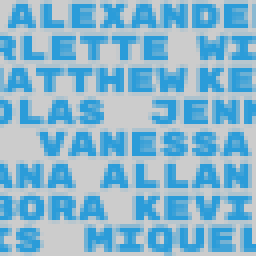 ALEXANDE
RLETTE WI
ATTHEW KE
OLAS JENN
VANESSA
ANA ALLAN
BORA KEVI
IS MIQUEL